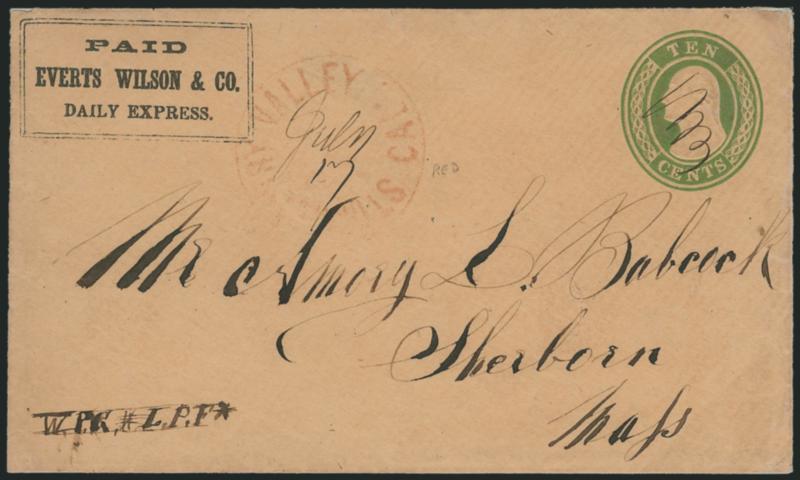 PAID
EVERTS WILSON & CO.
DAILY EXPRESS.
TEN
CENTS
VALLEY
CAL
July
17
RED
Mr Amory L. Babcock
Sherborn
Mass